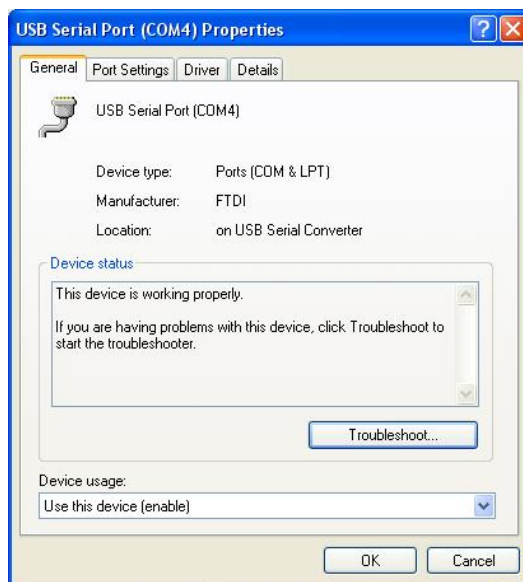 USB Serial Port (COM4) Properties
General Port Settings Driver Details
USB Serial Port (COM4)
Device type: Ports (COM & LPT)
Manufacturer: FTDI
Location: on USB Serial Converter
Device status
This device is working properly.
If you are having problems with this device, click Troubleshoot to
start the troubleshooter.
Troubleshoot...
Device usage:
Use this device (enable)
OK Cancel